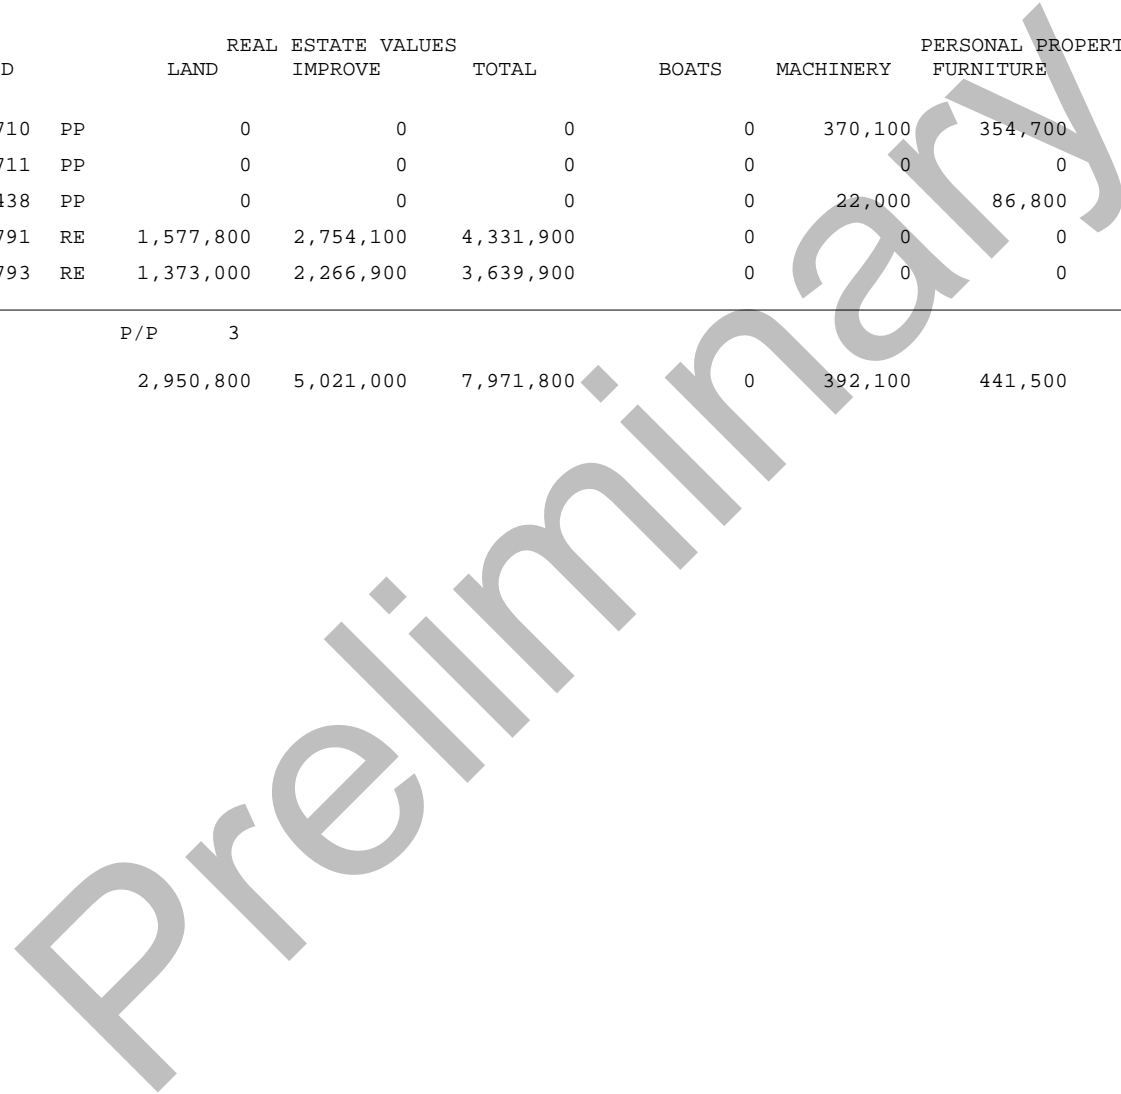 REAL ESTATE VALUES PERSONAL PROPERT
D LAND IMPROVE TOTAL BOATS MACHINERY FURNITURE
710 PP 0 0 0 0 370,100 354,700
711 PP 0 0 0 0 0 0
438 PP 0 0 0 0 22,000 86,800
791 RE 1,577,800 2,754,100 4,331,900 0 0 0
793 RE 1,373,000 2,266,900 3,639,900 0 0 0
P/P 3
2,950,800 5,021,000 7,971,800 0 392,100 441,500
Preliminary